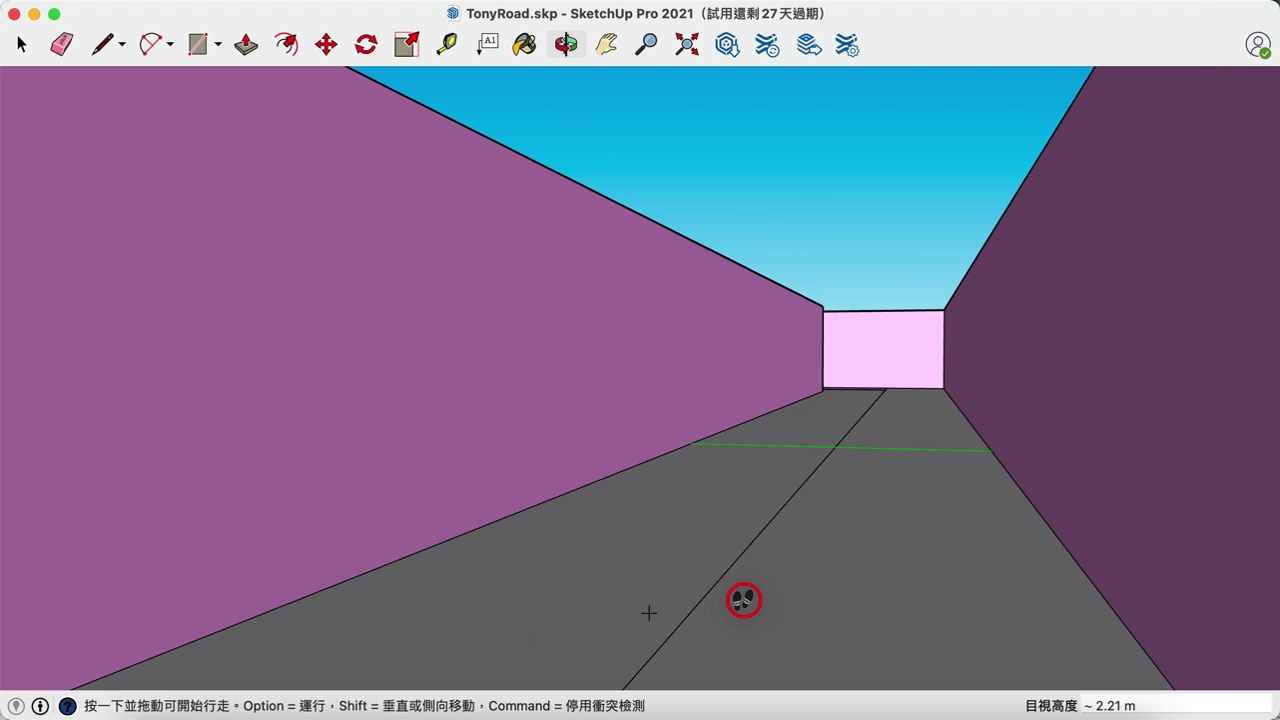 TonyRoad.skp - SketchUp Pro 2021（試用還剩 27 天過期）
A1
按一下並拖動可開始行走。Option = 運行，Shift = 垂直或側向移動，Command = 停用衝突檢測
目視高度 ~ 2.21 m